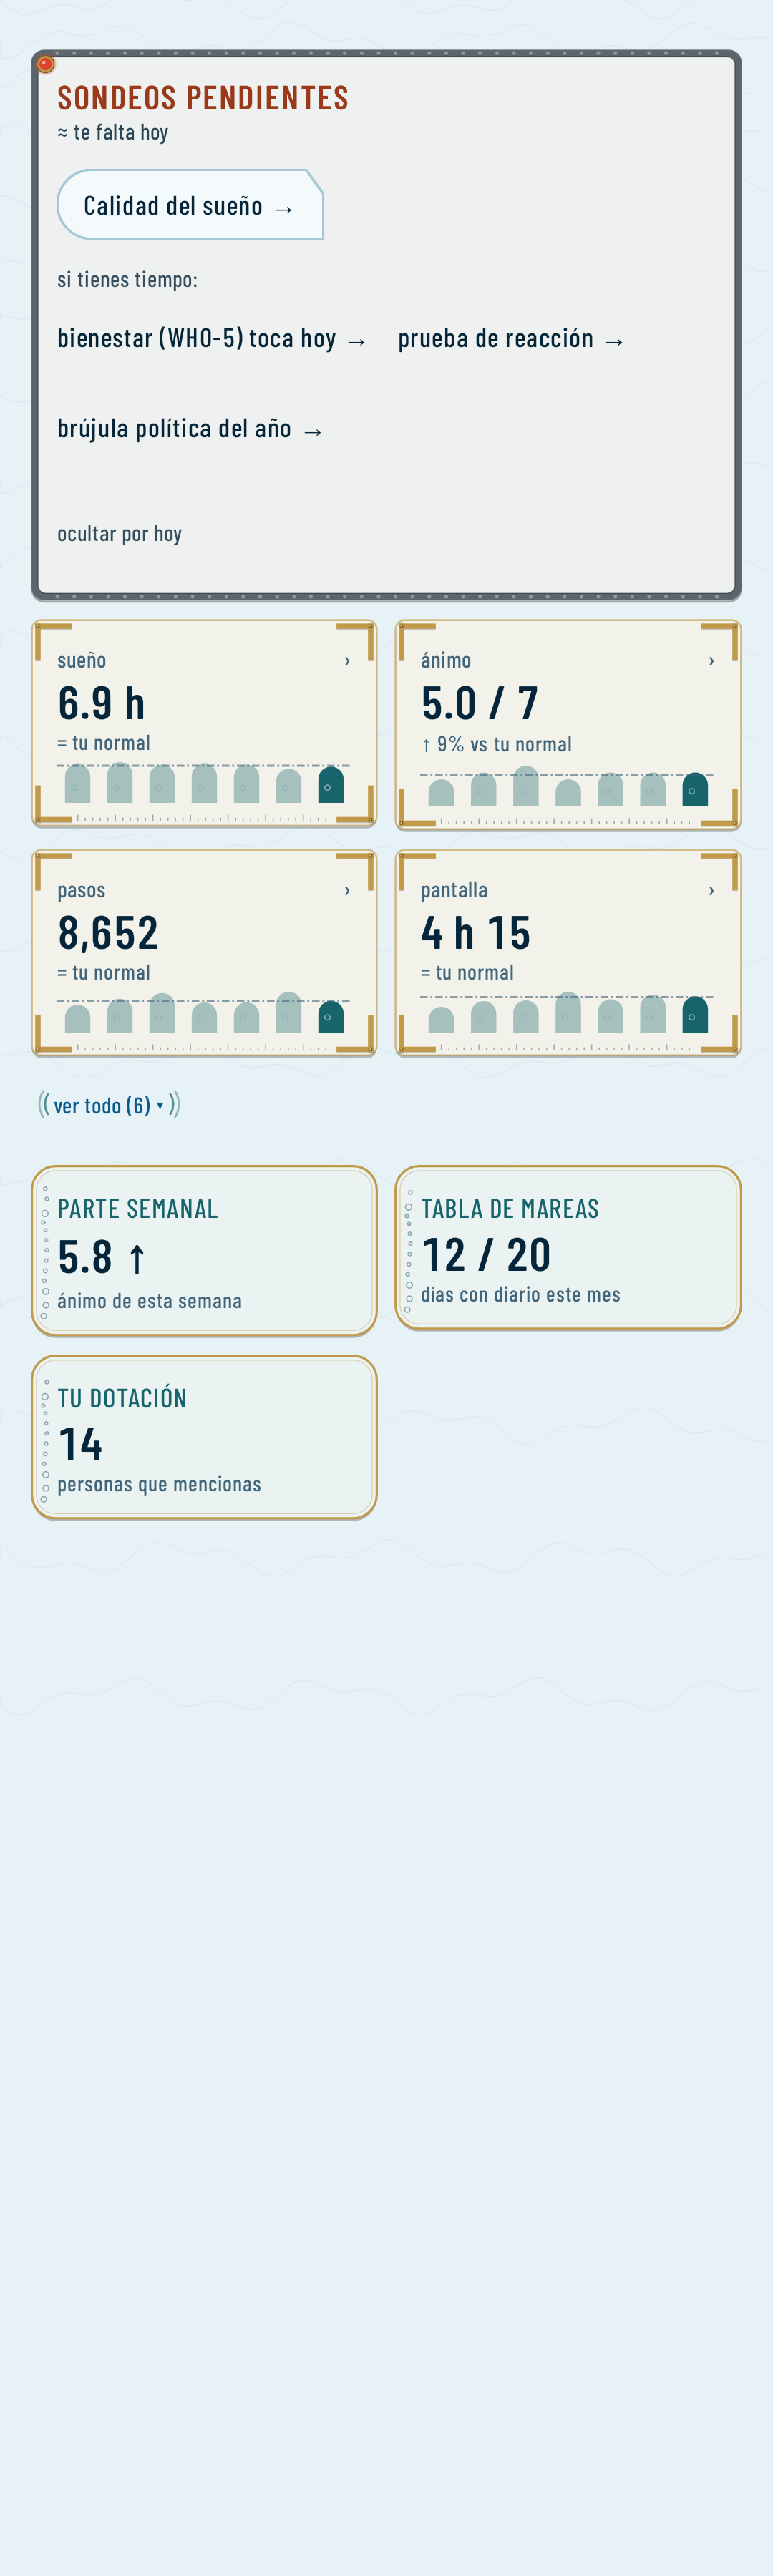 SONDEOS PENDIENTES
≈ te falta hoy
Calidad del sueño →
si tienes tiempo:
bienestar (WHO-5) toca hoy → prueba de reacción →
brújula política del año →
ocultar por hoy
sueño ›
6.9 h
= tu normal
ánimo ›
5.0 / 7
↑ 9% vs tu normal
pasos ›
8,652
= tu normal
pantalla ›
4 h 15
= tu normal
ver todo (6) ▾
PARTE SEMANAL
5.8 ↑
ánimo de esta semana
TABLA DE MAREAS
12 / 20
días con diario este mes
TU DOTACIÓN
14
personas que mencionas